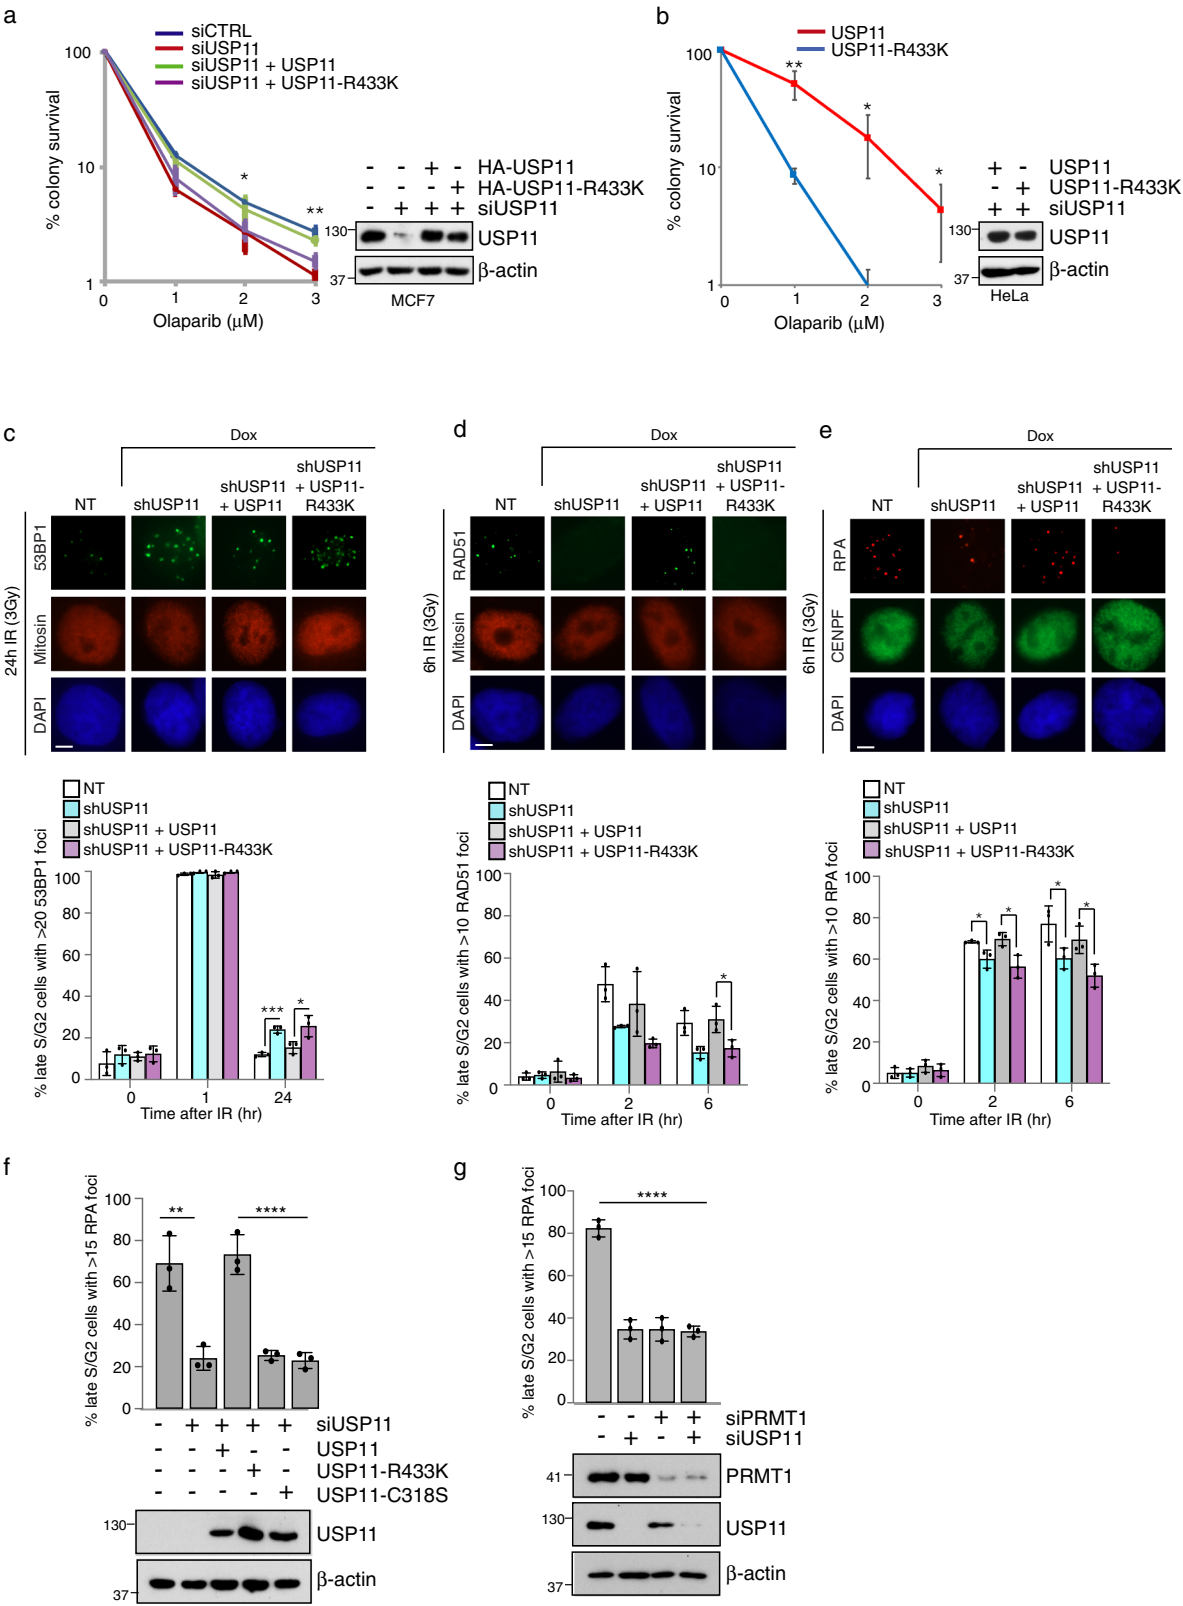 a
siCTRL
siUSP11
siUSP11 + USP11
siUSP11 + USP11-R433K
% colony survival
100
10
1
0 1 2 3
Olaparib (μM)
*
**
- - + - HA-USP11
- - - + HA-USP11-R433K
- + + + siUSP11
130
USP11
37
β-actin
MCF7
b
USP11
USP11-R433K
% colony survival
100
10
1
0 1 2 3
Olaparib (μM)
**
*
*
+ - USP11
- + USP11-R433K
+ + siUSP11
130
USP11
37
β-actin
HeLa
c
Dox
NT
shUSP11
shUSP11 + USP11
shUSP11 + USP11-R433K
24h IR (3Gy)
53BP1
Mitosin
DAPI
NT
shUSP11
shUSP11 + USP11
shUSP11 + USP11-R433K
% late S/G2 cells with >20 53BP1 foci
100
80
60
40
20
0
***
*
0 1 24
Time after IR (hr)
d
Dox
NT
shUSP11
shUSP11 + USP11
shUSP11 + USP11-R433K
6h IR (3Gy)
RAD51
Mitosin
DAPI
NT
shUSP11
shUSP11 + USP11
shUSP11 + USP11-R433K
% late S/G2 cells with >10 RAD51 foci
100
80
60
40
20
0
*
0 2 6
Time after IR (hr)
e
Dox
NT
shUSP11
shUSP11 + USP11
shUSP11 + USP11-R433K
6h IR (3Gy)
RPA
CENPF
DAPI
NT
shUSP11
shUSP11 + USP11
shUSP11 + USP11-R433K
% late S/G2 cells with >10 RPA foci
100
80
60
40
20
0
* * * *
0 2 6
Time after IR (hr)
f
% late S/G2 cells with >15 RPA foci
100
80
60
40
20
0
** ****
- + + + + siUSP11
- - + - - USP11
- - - + - USP11-R433K
- - - - + USP11-C318S
130
USP11
37
β-actin
g
% late S/G2 cells with >15 RPA foci
100
80
60
40
20
0
****
- - + + siPRMT1
- + - + siUSP11
41
PRMT1
130
USP11
37
β-actin